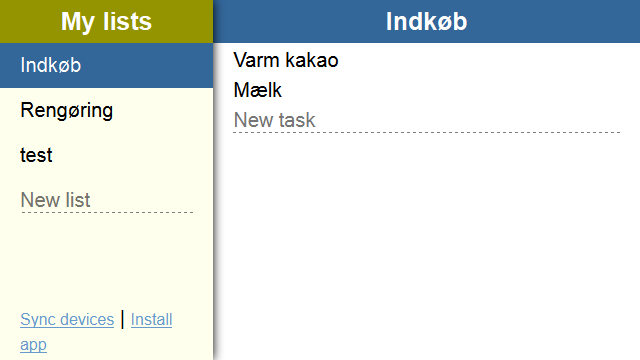 My lists
Indkøb
Rengøring
test
New list
Sync devices | Install
app
Indkøb
Varm kakao
Mælk
New task